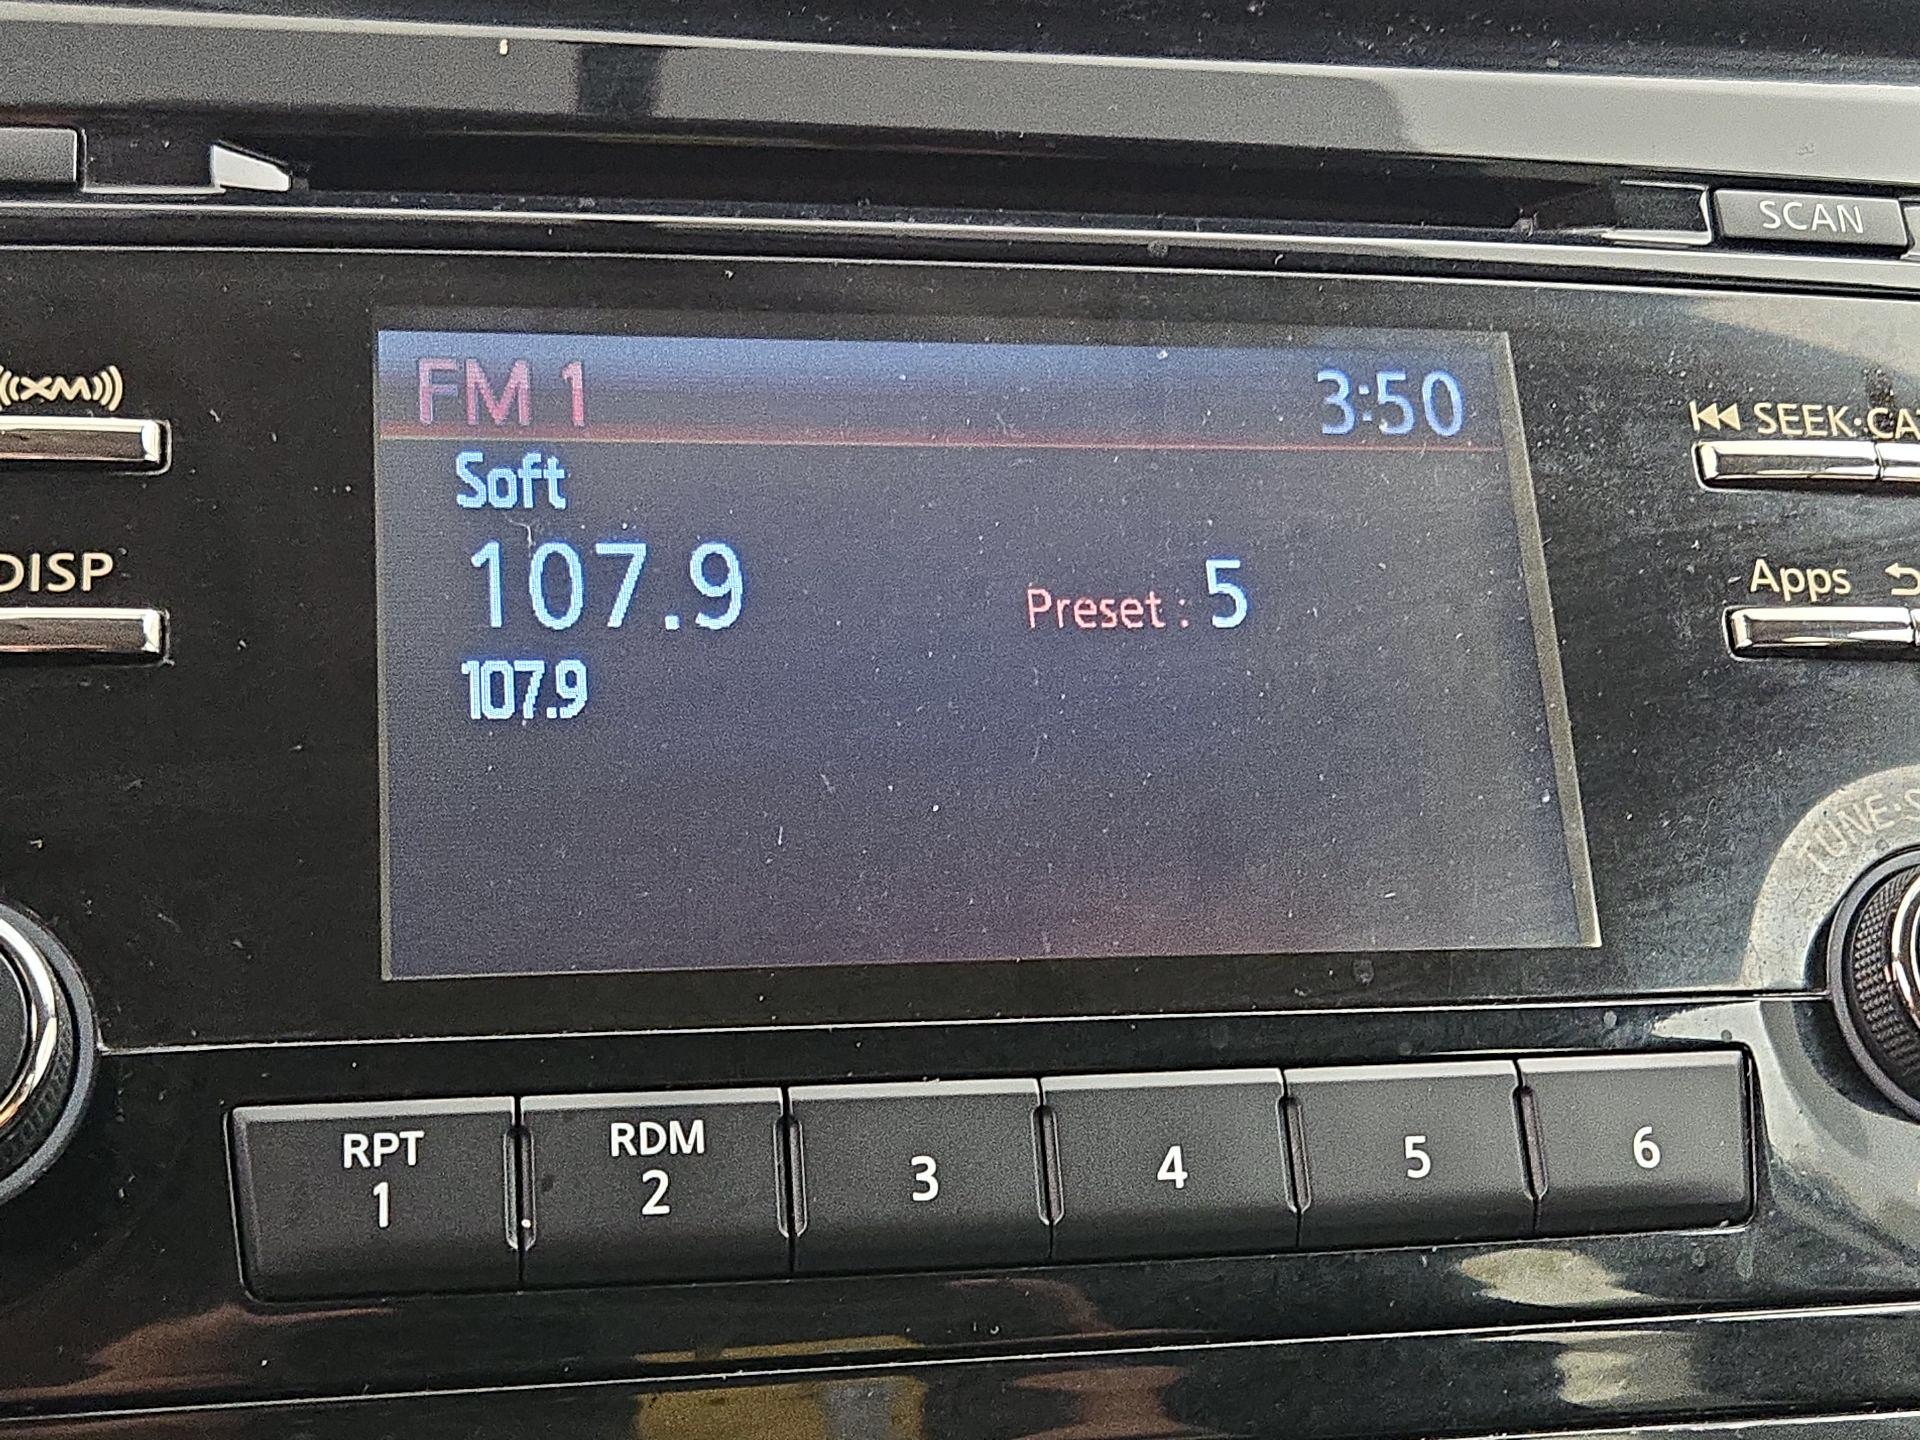 SCAN
((XM))
FM 1 3:50
SEEK·CA
Soft
DISP
107.9 Preset : 5
Apps
107.9
TUNE·S
RPT RDM
1 2 3 4 5 6